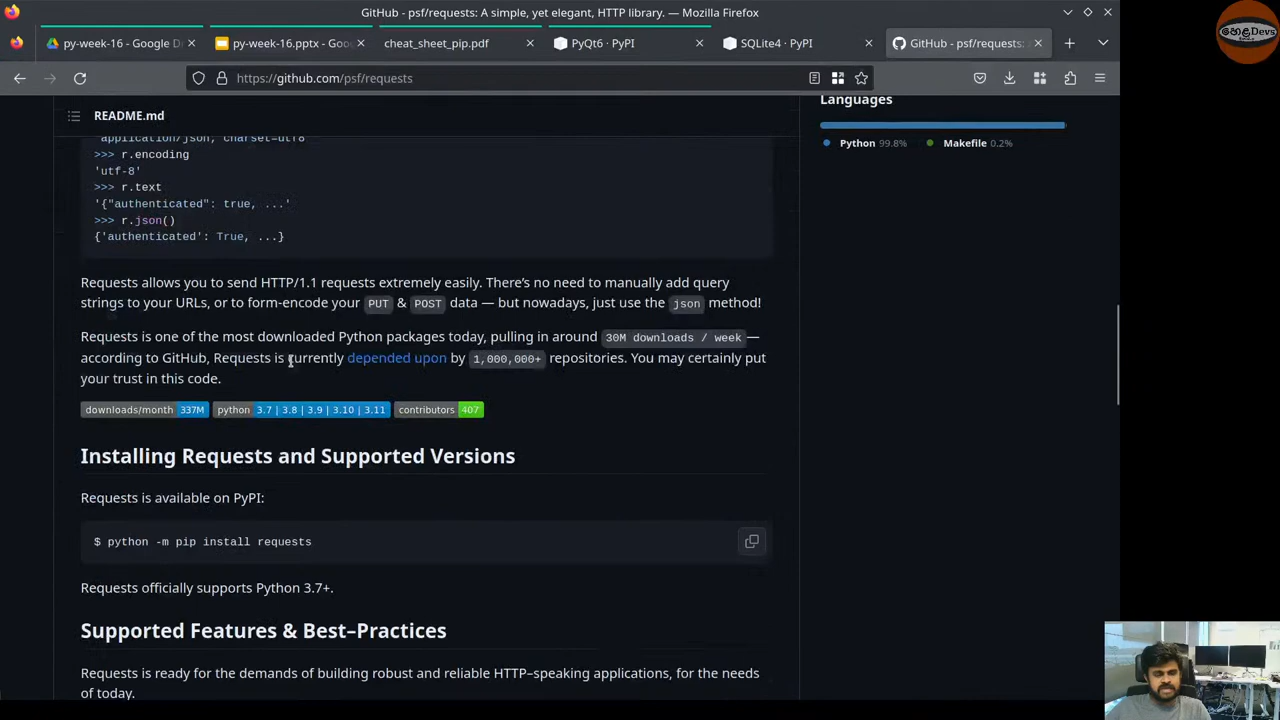 GitHub - psf/requests: A simple, yet elegant, HTTP library. — Mozilla Firefox
py-week-16 - Google D
py-week-16.pptx - Goog
cheat_sheet_pip.pdf
PyQt6 · PyPI
SQLite4 · PyPI
GitHub - psf/requests:
https://github.com/psf/requests
හෙළDevs
README.md
Languages
Python 99.8%
Makefile 0.2%
'application/json; charset=utf8'
>>> r.encoding
'utf-8'
>>> r.text
'{"authenticated": true, ...'
>>> r.json()
{'authenticated': True, ...}
Requests allows you to send HTTP/1.1 requests extremely easily. There's no need to manually add query
strings to your URLs, or to form-encode your PUT & POST data — but nowadays, just use the json method!
Requests is one of the most downloaded Python packages today, pulling in around 30M downloads / week—
according to GitHub, Requests is currently depended upon by 1,000,000+ repositories. You may certainly put
your trust in this code.
downloads/month 337M python 3.7 | 3.8 | 3.9 | 3.10 | 3.11 contributors 407
Installing Requests and Supported Versions
Requests is available on PyPI:
$ python -m pip install requests
Requests officially supports Python 3.7+.
Supported Features & Best–Practices
Requests is ready for the demands of building robust and reliable HTTP–speaking applications, for the needs
of today.